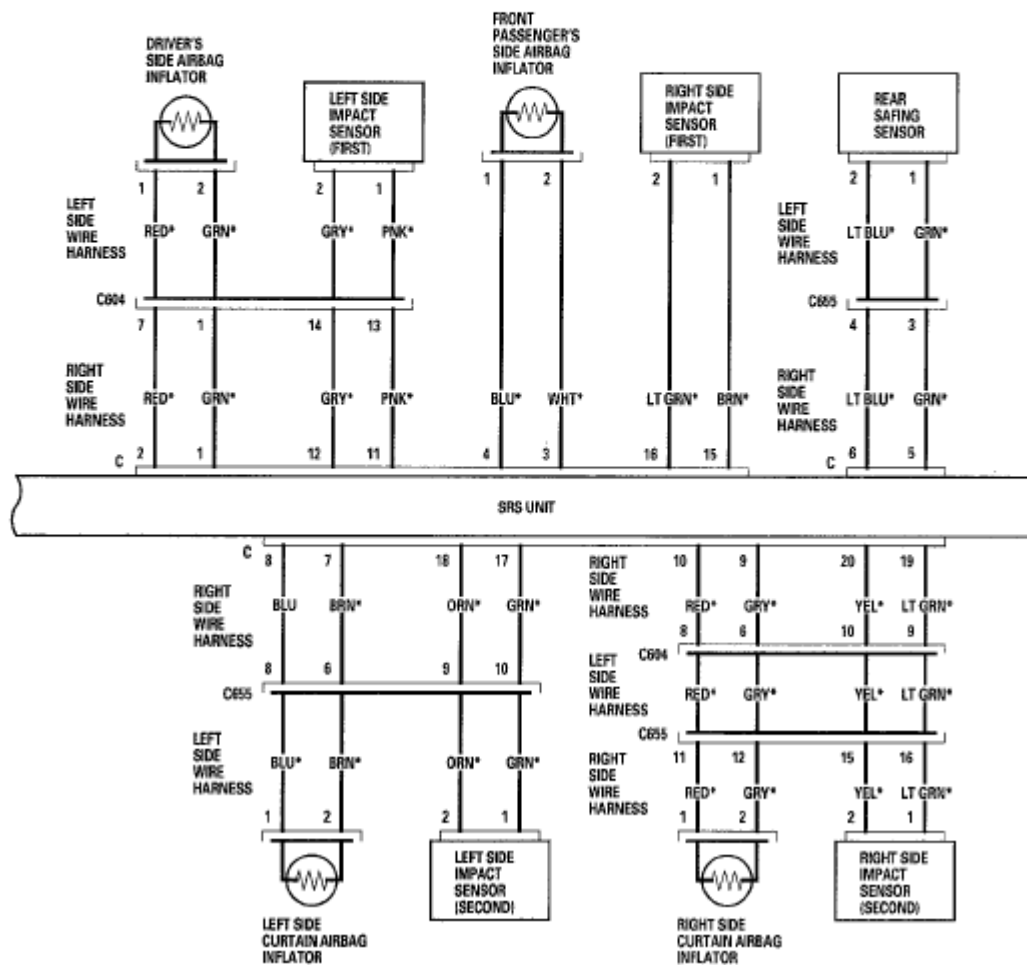 DRIVER'S
SIDE AIRBAG
INFLATOR
LEFT SIDE
IMPACT
SENSOR
(FIRST)
FRONT
PASSENGER'S
SIDE AIRBAG
INFLATOR
RIGHT SIDE
IMPACT
SENSOR
(FIRST)
REAR
SAFING
SENSOR
1 2 2 1 1 2 2 1 2 1
LEFT
SIDE
WIRE
HARNESS
RED* GRN* GRY* PNK*
LEFT
SIDE
WIRE
HARNESS
LT BLU* GRN*
C604
7 1 14 13
C655
4 3
RIGHT
SIDE
WIRE
HARNESS
RED* GRN* GRY* PNK* BLU* WHT* LT GRN* BRN*
RIGHT
SIDE
WIRE
HARNESS
LT BLU* GRN*
C 2 1 12 11 4 3 16 15 C 6 5
SRS UNIT
C 8 7 18 17 10 9 20 19
RIGHT
SIDE
WIRE
HARNESS
BLU BRN* ORN* GRN*
RIGHT
SIDE
WIRE
HARNESS
RED* GRY* YEL* LT GRN*
8 6 9 10
C655
8 6 10 9
C604
LEFT
SIDE
WIRE
HARNESS
RED* GRY* YEL* LT GRN*
C655
11 12 15 16
LEFT
SIDE
WIRE
HARNESS
BLU* BRN* ORN* GRN*
RIGHT
SIDE
WIRE
HARNESS
RED* GRY* YEL* LT GRN*
1 2 2 1 1 2 2 1
LEFT SIDE
CURTAIN AIRBAG
INFLATOR
LEFT SIDE
IMPACT
SENSOR
(SECOND)
RIGHT SIDE
CURTAIN AIRBAG
INFLATOR
RIGHT SIDE
IMPACT
SENSOR
(SECOND)